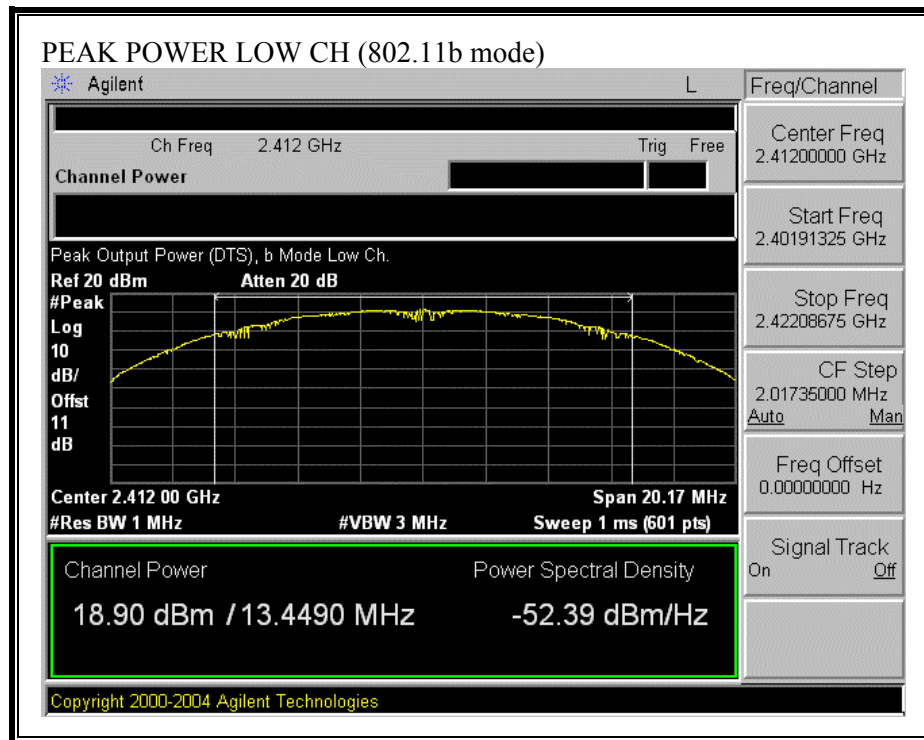 PEAK POWER LOW CH (802.11b mode)
Agilent L Freq/Channel
Ch Freq 2.412 GHz Trig Free
Channel Power
Center Freq
2.41200000 GHz
Start Freq
2.40191325 GHz
Stop Freq
2.42208675 GHz
CF Step
2.01735000 MHz
Auto Man
Freq Offset
0.00000000 Hz
Signal Track
On Off
Peak Output Power (DTS), b Mode Low Ch.
Ref 20 dBm Atten 20 dB
#Peak
Log
10
dB/
Offst
11
dB
Center 2.412 00 GHz Span 20.17 MHz
#Res BW 1 MHz #VBW 3 MHz Sweep 1 ms (601 pts)
Channel Power Power Spectral Density
18.90 dBm / 13.4490 MHz -52.39 dBm/Hz
Copyright 2000-2004 Agilent Technologies